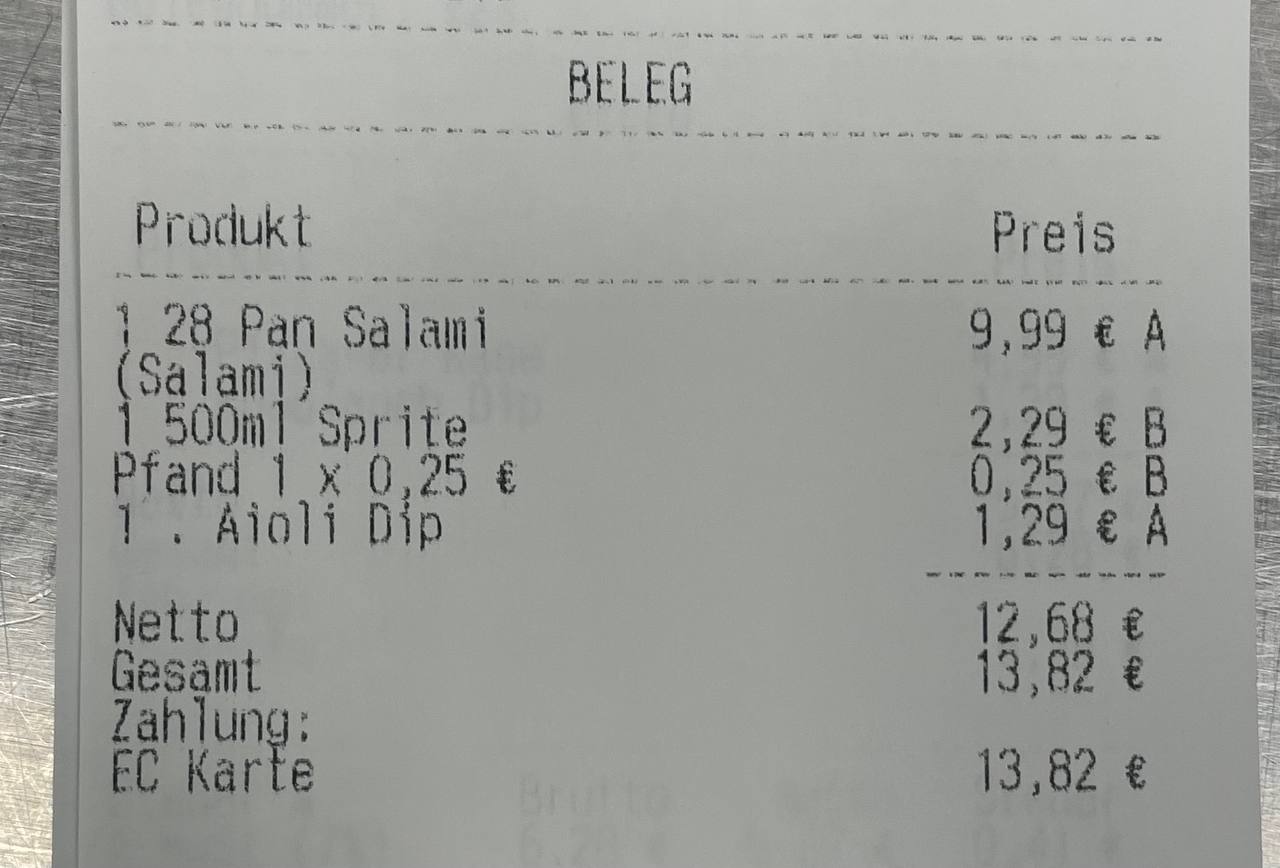 BELEG
Produkt Preis
1 28 Pan Salami 9,99 € A
(Salami)
1 500ml Sprite 2,29 € B
Pfand 1 x 0,25 € 0,25 € B
1 . Aioli Dip 1,29 € A
Netto 12,68 €
Gesamt 13,82 €
Zahlung:
EC Karte 13,82 €